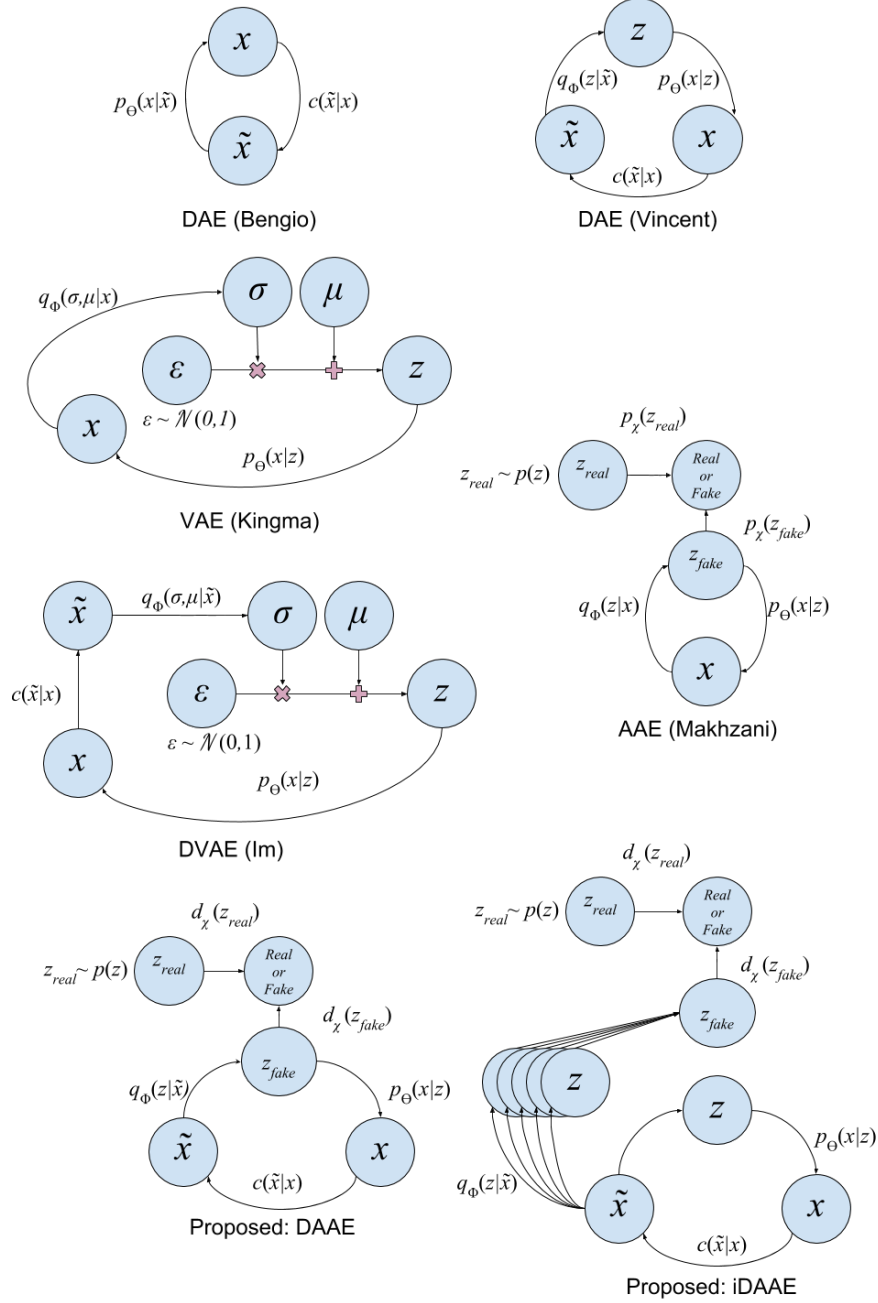 x
p_Θ(x|x̃)
c(x̃|x)
x̃
DAE (Bengio)
z
q_Φ(z|x̃)
p_Θ(x|z)
x̃
x
c(x̃|x)
DAE (Vincent)
q_Φ(σ,μ|x)
σ
μ
ε
z
ε ~ 𝒩(0,1)
x
p_Θ(x|z)
VAE (Kingma)
p_χ(z_real)
z_real ~ p(z)
z_real
Real
or
Fake
p_χ(z_fake)
z_fake
q_Φ(z|x)
p_Θ(x|z)
x
AAE (Makhzani)
x̃
q_Φ(σ,μ|x̃)
σ
μ
c(x̃|x)
ε
z
ε ~ 𝒩(0,1)
x
p_Θ(x|z)
DVAE (Im)
d_χ(z_real)
z_real ~ p(z)
z_real
Real
or
Fake
d_χ(z_fake)
z_fake
q_Φ(z|x̃)
p_Θ(x|z)
x̃
x
c(x̃|x)
Proposed: DAAE
d_χ(z_real)
z_real ~ p(z)
z_real
Real
or
Fake
d_χ(z_fake)
z_fake
z
z
p_Θ(x|z)
q_Φ(z|x̃)
x̃
x
c(x̃|x)
Proposed: iDAAE